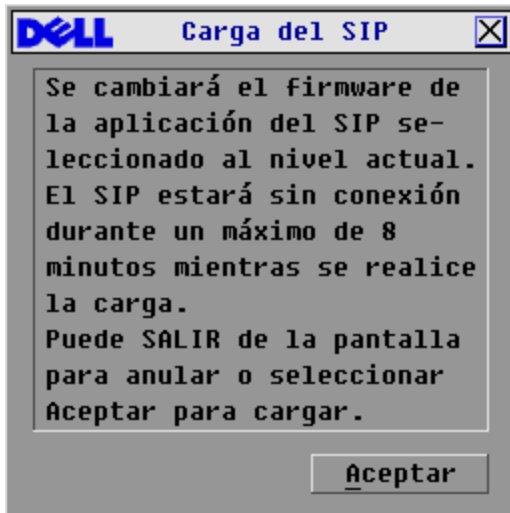 DELL Carga del SIP
Se cambiará el firmware de
la aplicación del SIP se-
leccionado al nivel actual.
El SIP estará sin conexión
durante un máximo de 8
minutos mientras se realice
la carga.
Puede SALIR de la pantalla
para anular o seleccionar
Aceptar para cargar.
Aceptar